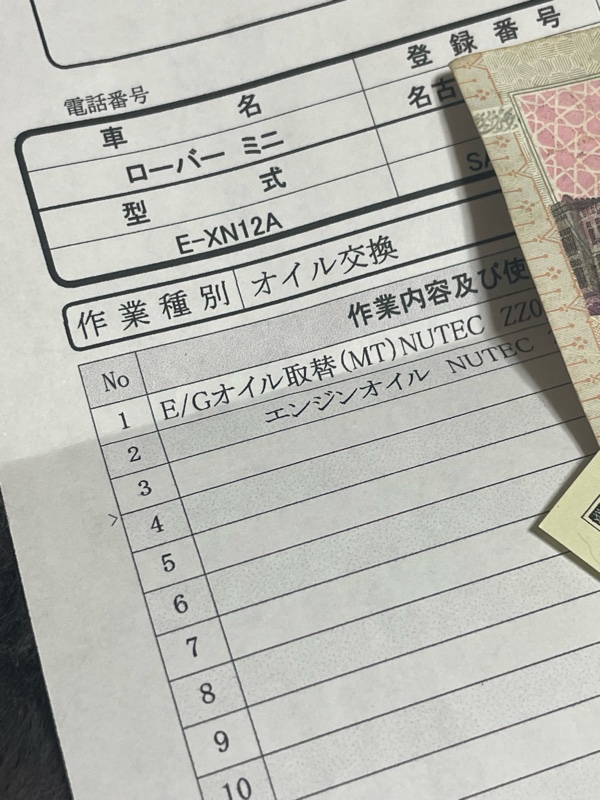 電話番号
車名
登録番号
ローバー ミニ
名古
型式
E-XN12A
作業種別 オイル交換
No 作業内容及び使
1 E/Gオイル取替(MT)NUTEC ZZ0
2 エンジンオイル NUTEC
3
4
5
6
7
8
9
10